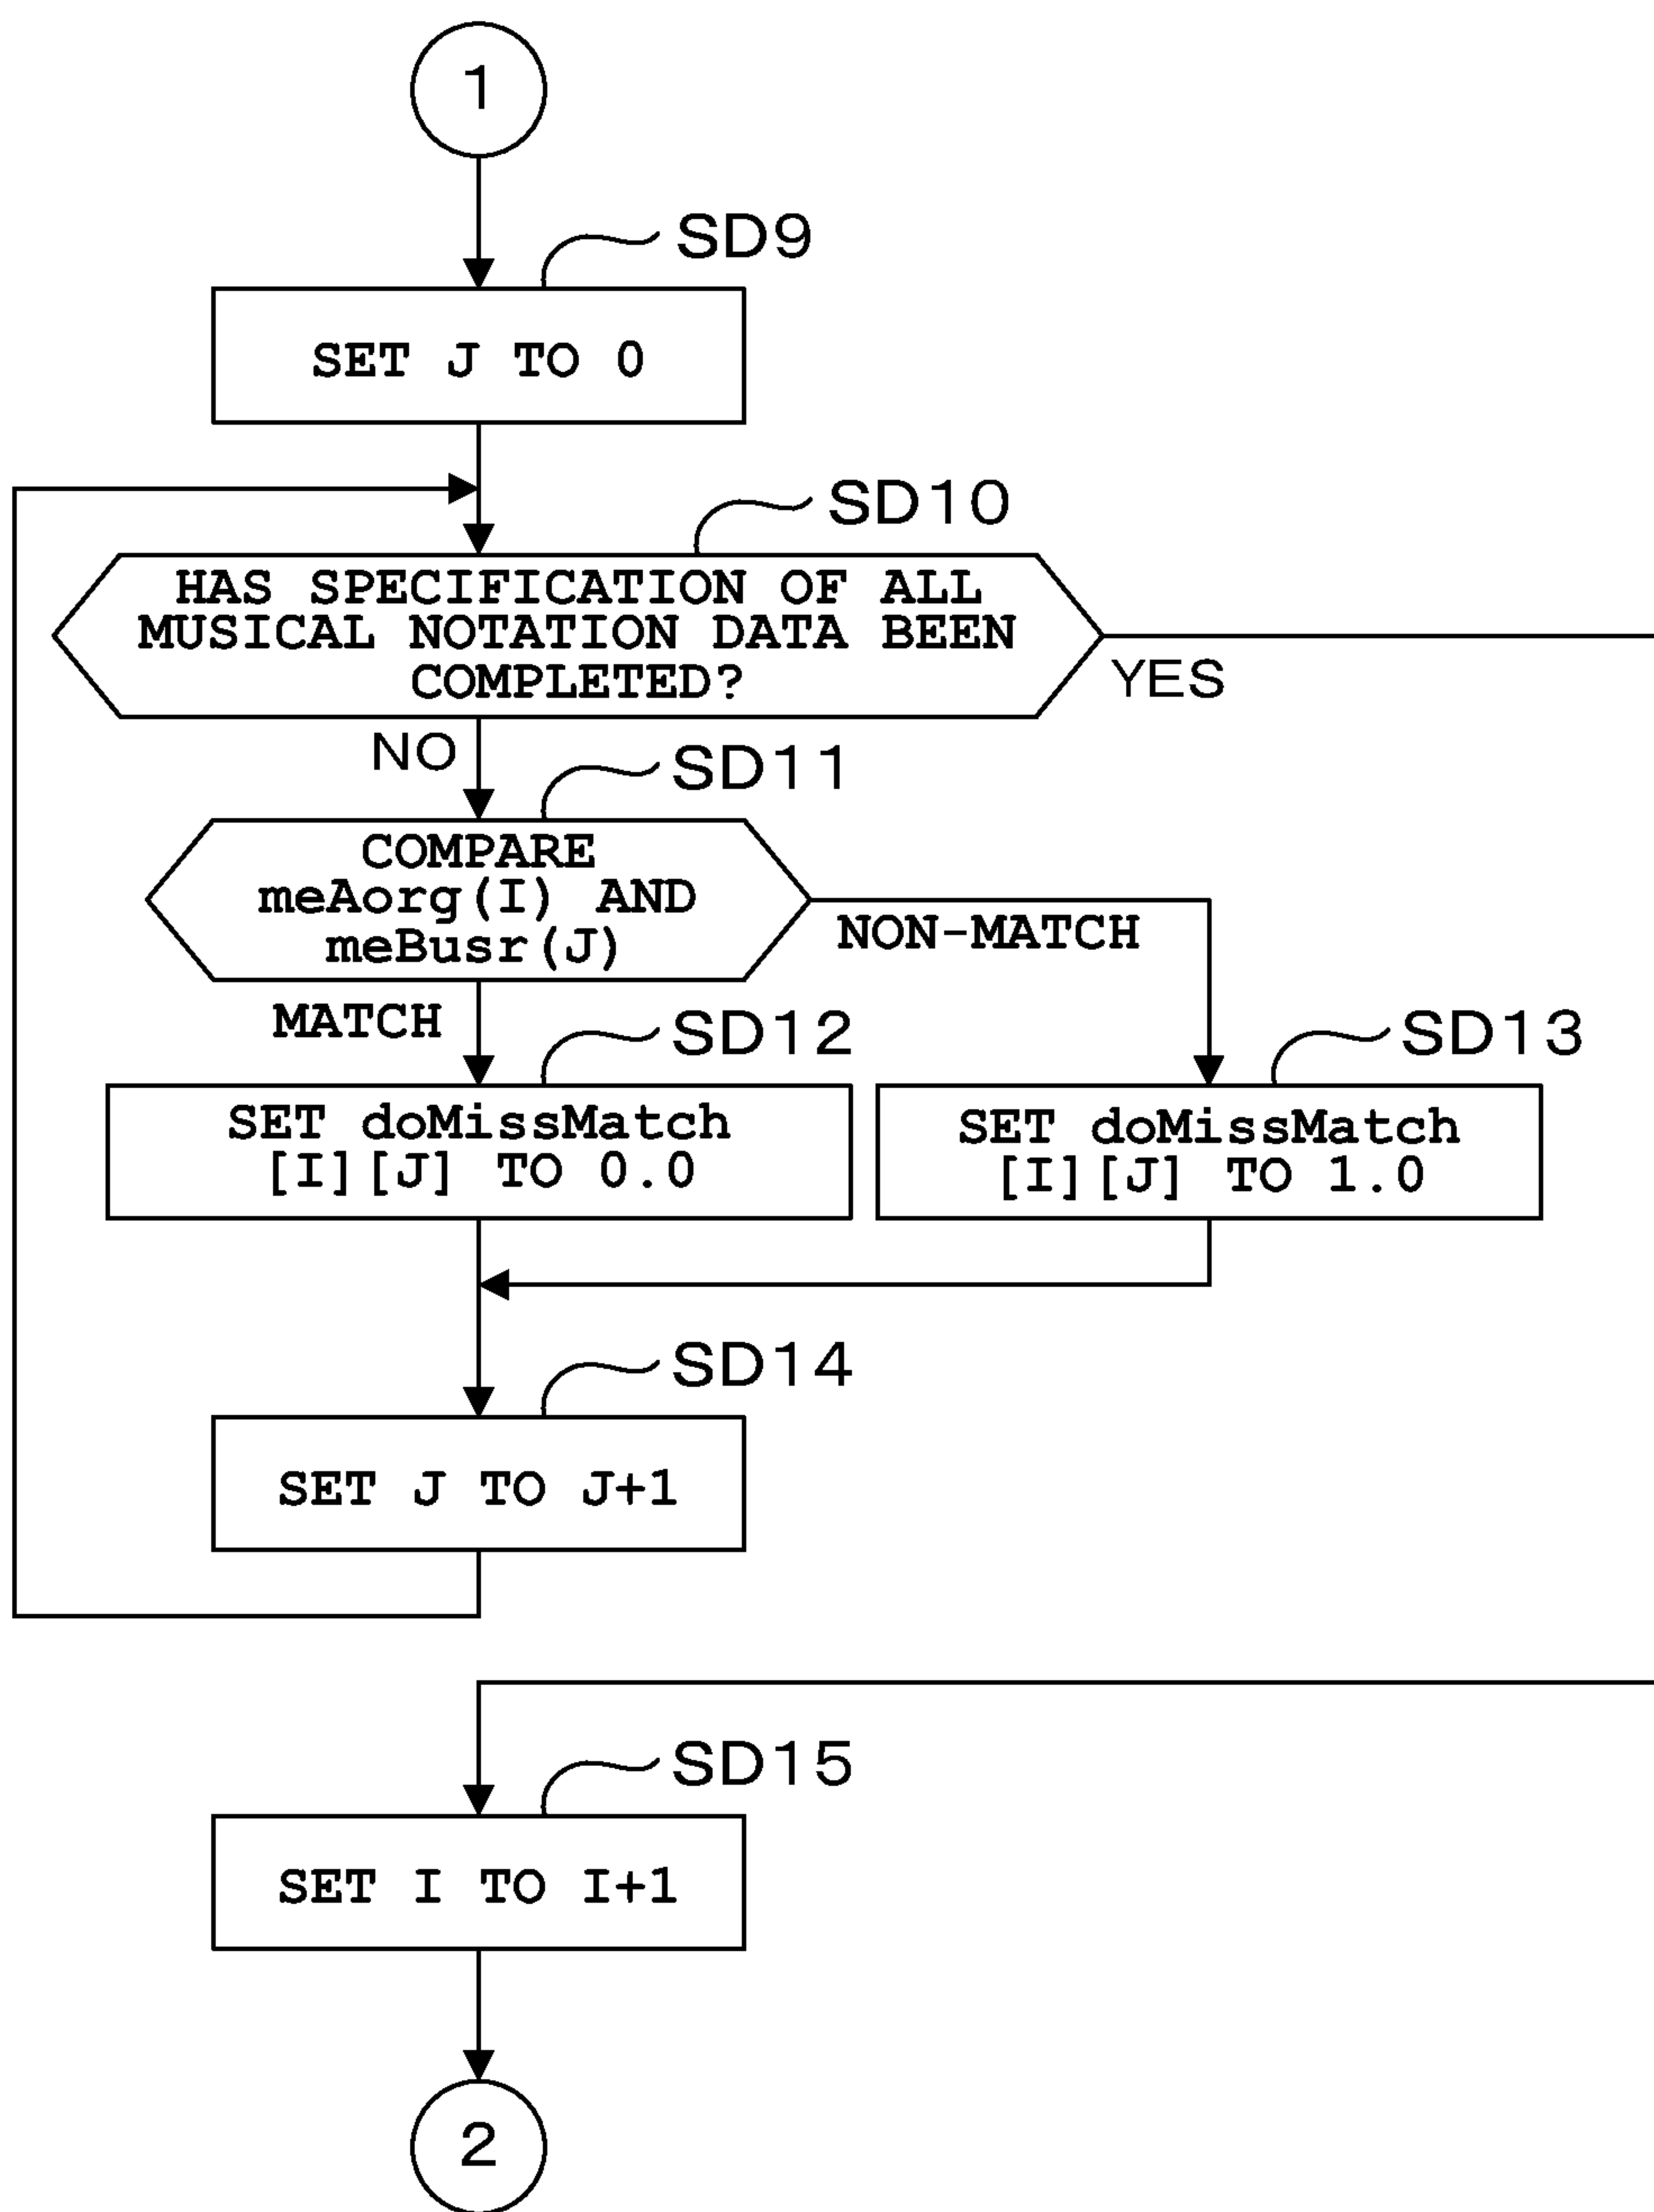 1
SD9
SET J TO 0
SD10
HAS SPECIFICATION OF ALL
MUSICAL NOTATION DATA BEEN
COMPLETED?
YES
NO
SD11
COMPARE
meAorg(I) AND
meBusr(J)
NON-MATCH
MATCH
SD12
SET doMissMatch
[I][J] TO 0.0
SD13
SET doMissMatch
[I][J] TO 1.0
SD14
SET J TO J+1
SD15
SET I TO I+1
2